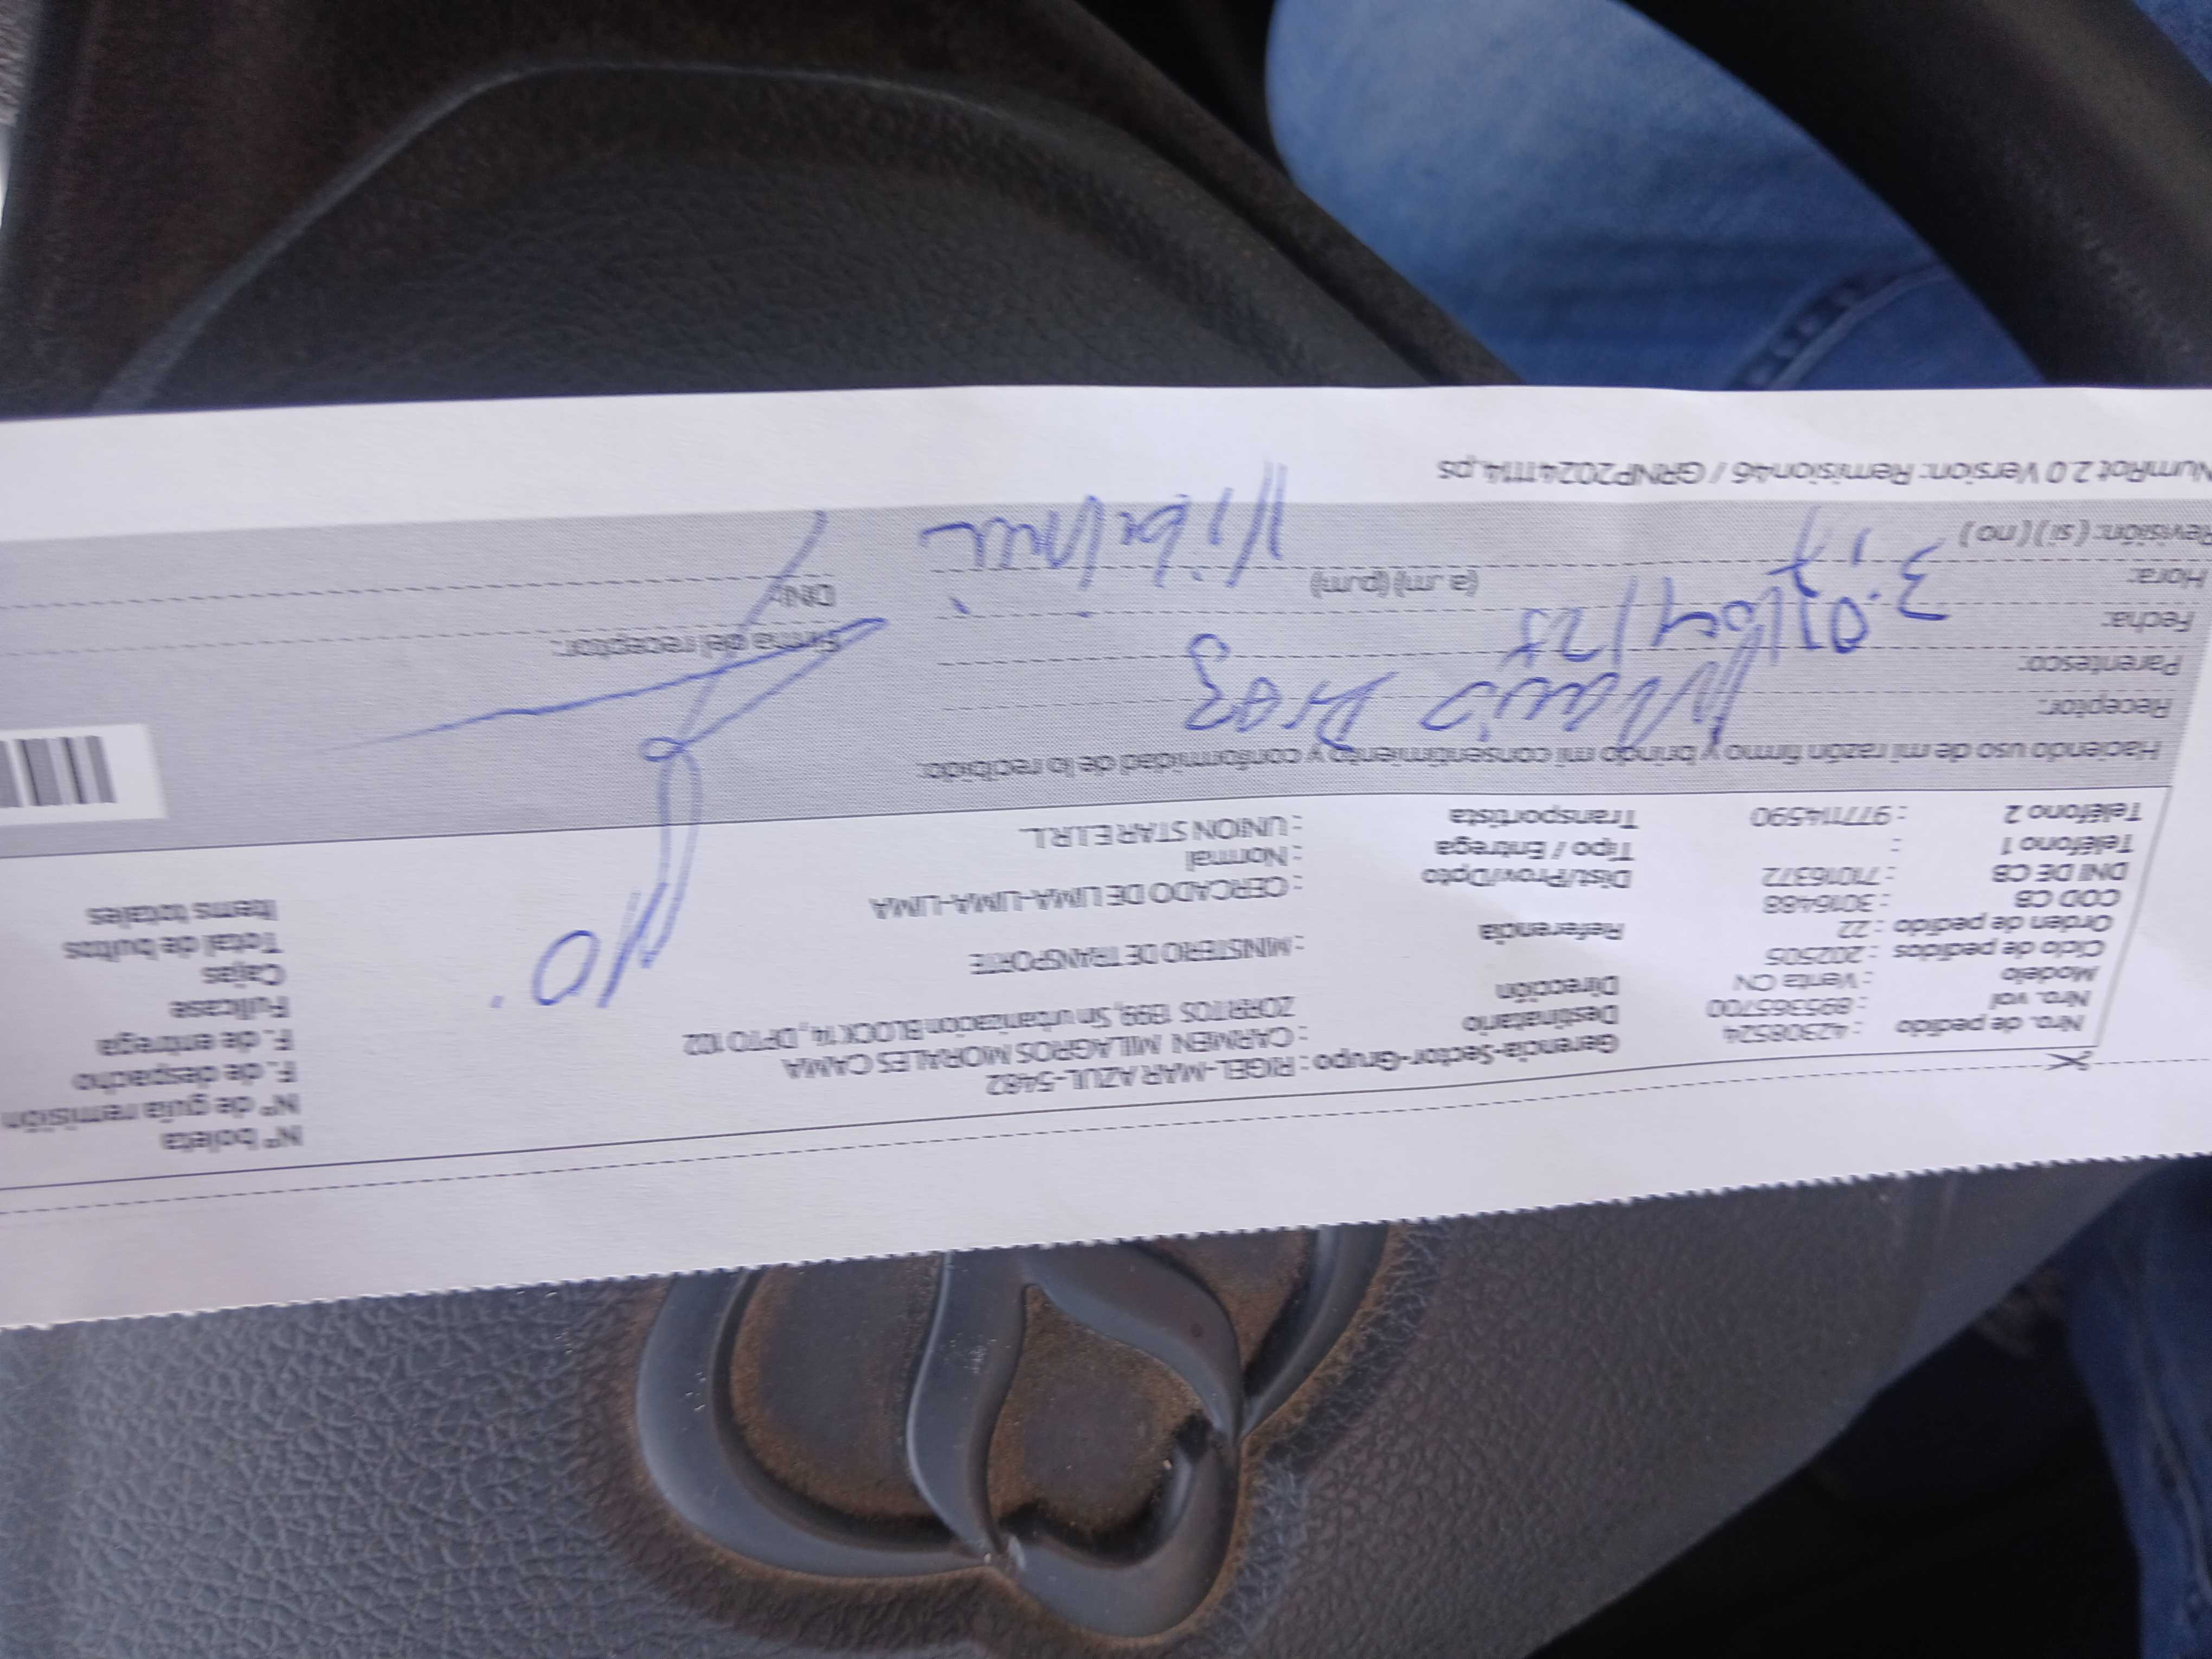 Nº boleta
Nº de guía remisión
F. de despacho
F. de entrega
Fullcase
Cajas
Total de bultos
Items totales
Nro. de pedido : 42308524
Nro. val : 895365700
Modelo : Venta CN
Ciclo de pedidos : 202505
Orden de pedido : 22
COD CB : 3016488
DNI DE CB : 71016372
Teléfono 1 :
Teléfono 2 : 977114590
Gerencia-Sector-Grupo : RIGEL-MAR AZUL-5482
Destinatario : CARMEN MILAGROS MORALES CAMA
Dirección ZORRITOS 1399, Sin urbanizacion BLOCK 14, DPTO 102
Referencia : MINISTERIO DE TRANSPORTE
Dist/Prov/Dpto : CERCADO DE LIMA-LIMA-LIMA
Tipo / Entrega : Normal
Transportista : UNION STAR E.I.R.L.
Haciendo uso de mi razón firmo y brindo mi consentimiento y conformidad de lo recibido:
Receptor:
Parentesco:
Fecha: 01/04/25
Hora: (a.m) (p.m)
Revisión: ( si ) ( no )
Firma del receptor:
DNI:
NumRot 2.0 Version: Remision46 / GRNP20241114.ps